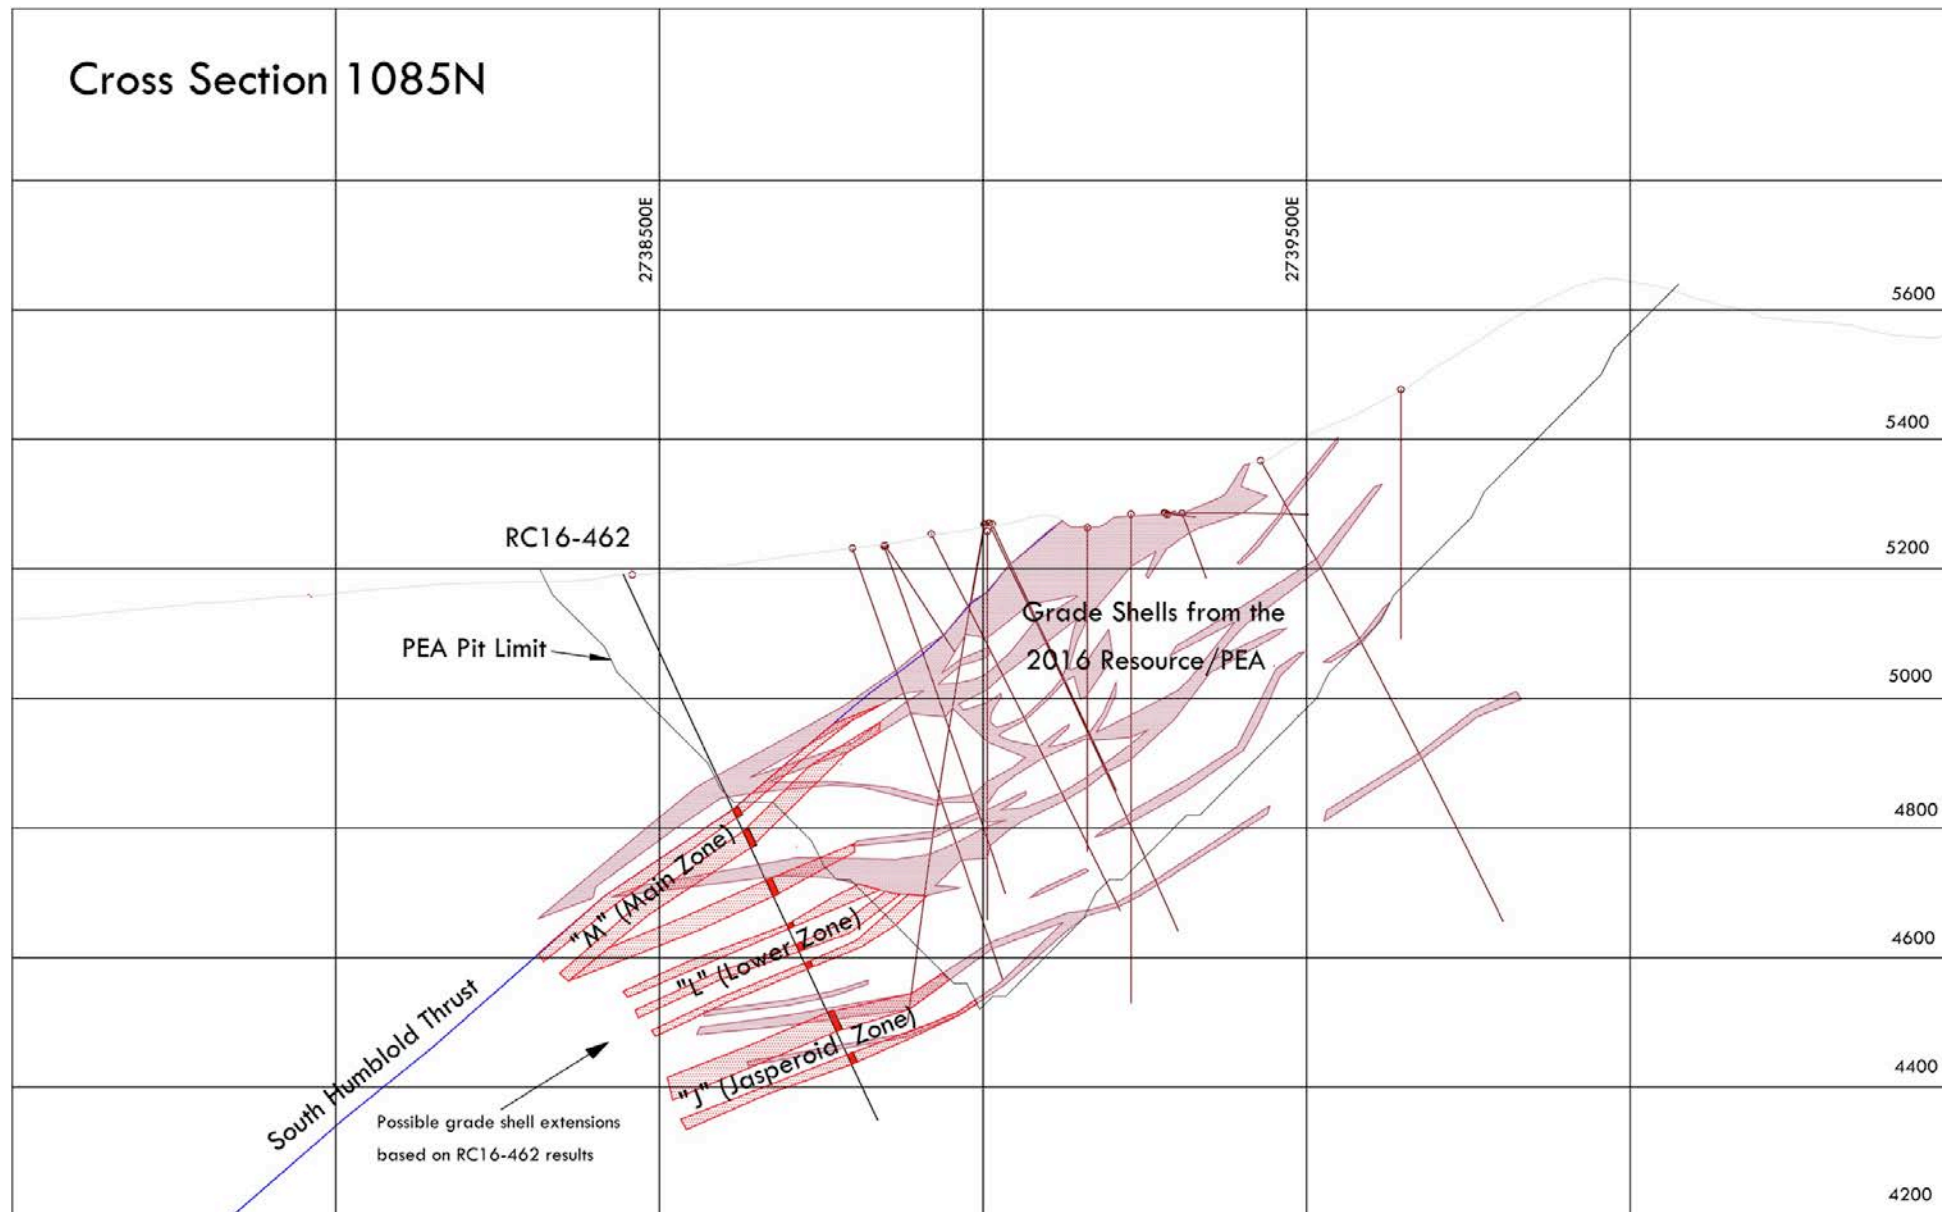 Cross Section 1085N
2738500E
2739500E
5600
5400
RC16-462
5200
Grade Shells from the
2016 Resource/PEA
PEA Pit Limit
5000
4800
"M" (Main Zone)
4600
"L" (Lower Zone)
South Humblold Thrust
"J" (Jasperoid Zone)
4400
Possible grade shell extensions
based on RC16-462 results
4200